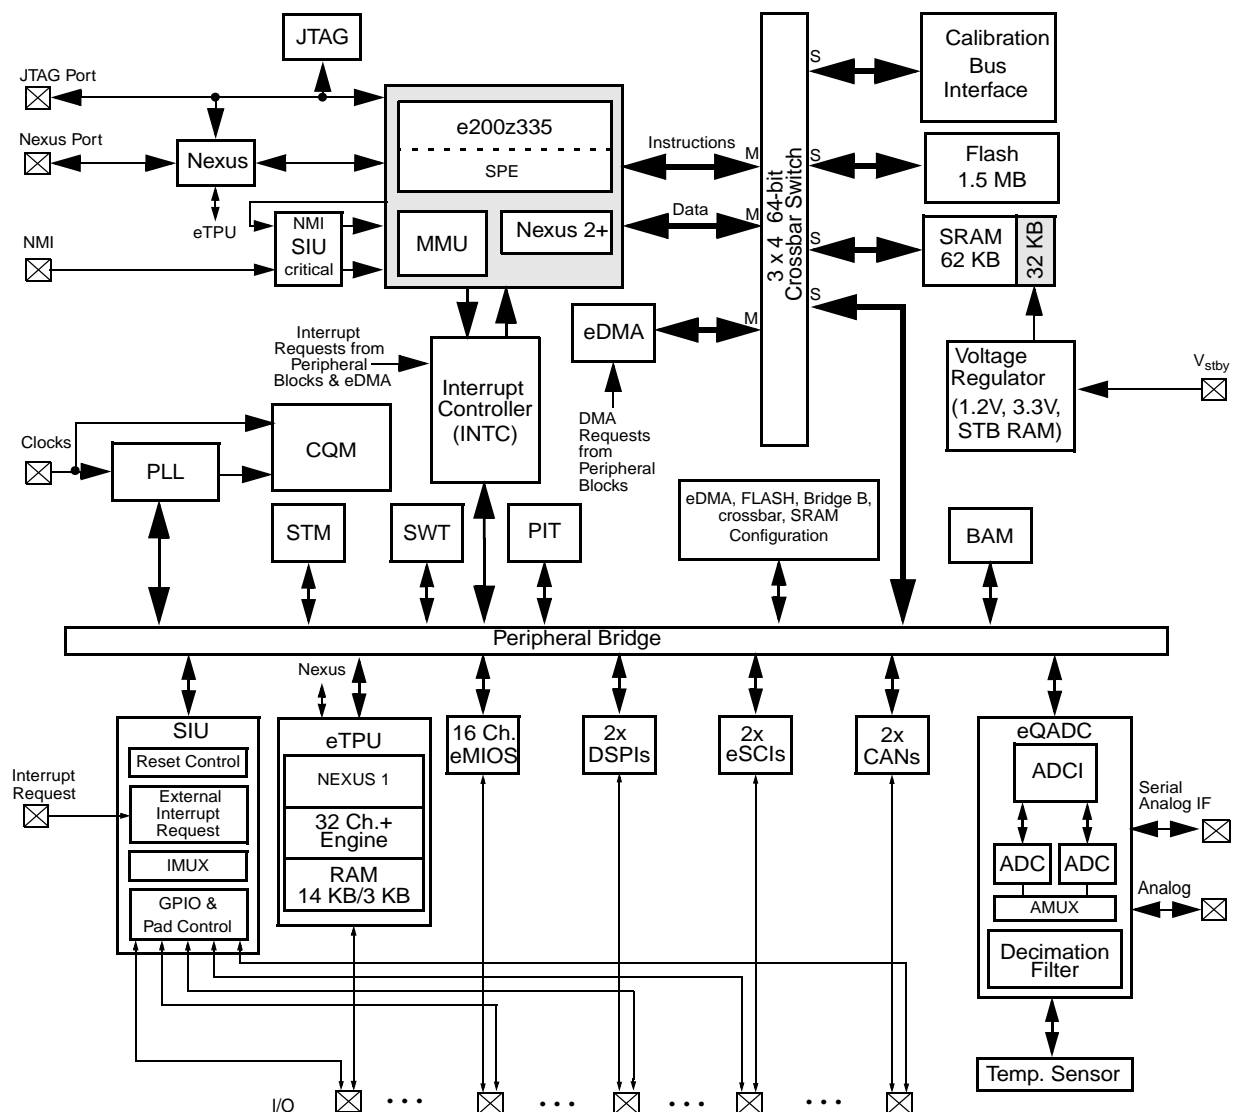 JTAG
Calibration
Bus
Interface
S
JTAG Port
Nexus Port
Nexus
eTPU
e200z335
SPE
Instructions
M
S
Flash
1.5 MB
NMI
NMI
SIU
critical
MMU
Nexus 2+
Data
M
3 x 4 64-bit
Crossbar Switch
S
SRAM
62 KB
32 KB
S
Interrupt
Requests from
Peripheral
Blocks & eDMA
Interrupt
Controller
(INTC)
eDMA
M
DMA
Requests
from
Peripheral
Blocks
Voltage
Regulator
(1.2V, 3.3V,
STB RAM)
Vstby
Clocks
PLL
CQM
STM
SWT
PIT
eDMA, FLASH, Bridge B,
crossbar, SRAM
Configuration
BAM
Peripheral Bridge
Nexus
SIU
Reset Control
External
Interrupt
Request
IMUX
GPIO &
Pad Control
Interrupt
Request
eTPU
NEXUS 1
32 Ch.+
Engine
RAM
14 KB/3 KB
16 Ch.
eMIOS
2x
DSPIs
2x
eSCIs
2x
CANs
eQADC
ADCI
ADC
ADC
AMUX
Decimation
Filter
Serial
Analog IF
Analog
Temp. Sensor
I/O
• • •
• • •
• • •
• • •